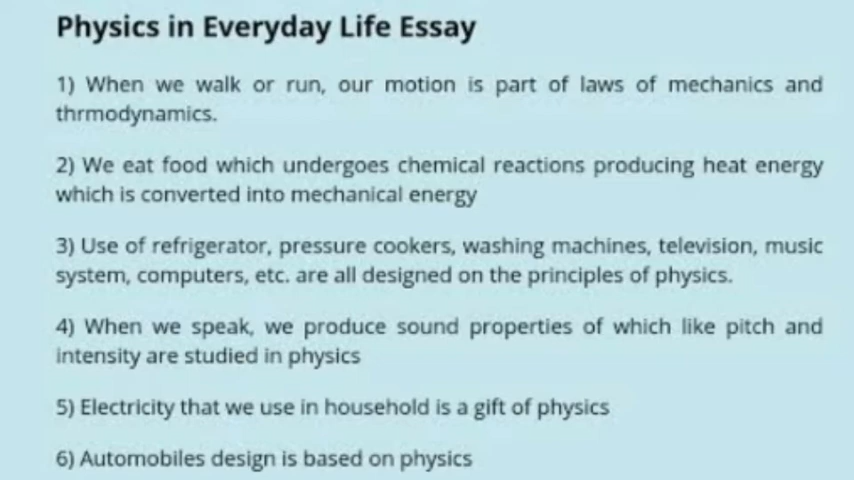 Physics in Everyday Life Essay
1) When we walk or run, our motion is part of laws of mechanics and
thrmodynamics.
2) We eat food which undergoes chemical reactions producing heat energy
which is converted into mechanical energy
3) Use of refrigerator, pressure cookers, washing machines, television, music
system, computers, etc. are all designed on the principles of physics.
4) When we speak, we produce sound properties of which like pitch and
intensity are studied in physics
5) Electricity that we use in household is a gift of physics
6) Automobiles design is based on physics